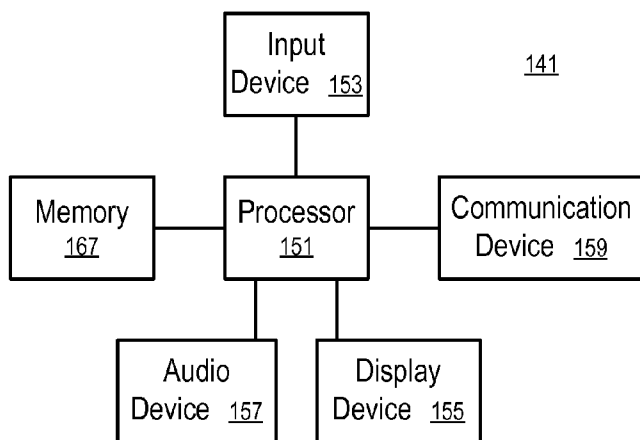 Input
Device 153
141
Memory
167
Processor
151
Communication
Device 159
Audio
Device 157
Display
Device 155